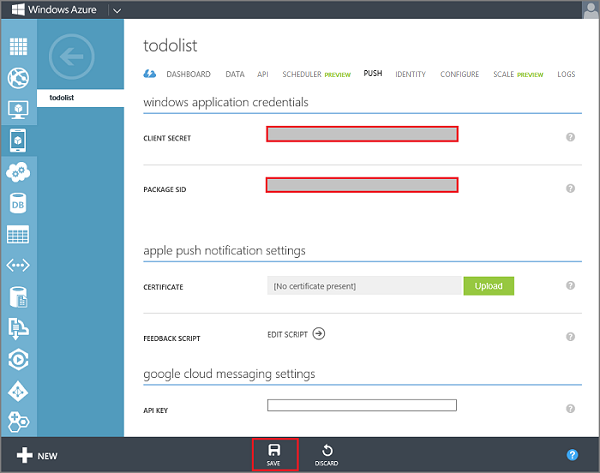 Windows Azure
todolist
todolist
DASHBOARD DATA API SCHEDULER PREVIEW PUSH IDENTITY CONFIGURE SCALE PREVIEW LOGS
windows application credentials
CLIENT SECRET ?
PACKAGE SID ?
apple push notification settings
CERTIFICATE [No certificate present] Upload ?
FEEDBACK SCRIPT EDIT SCRIPT ?
google cloud messaging settings
API KEY ?
DB
NEW SAVE DISCARD ?